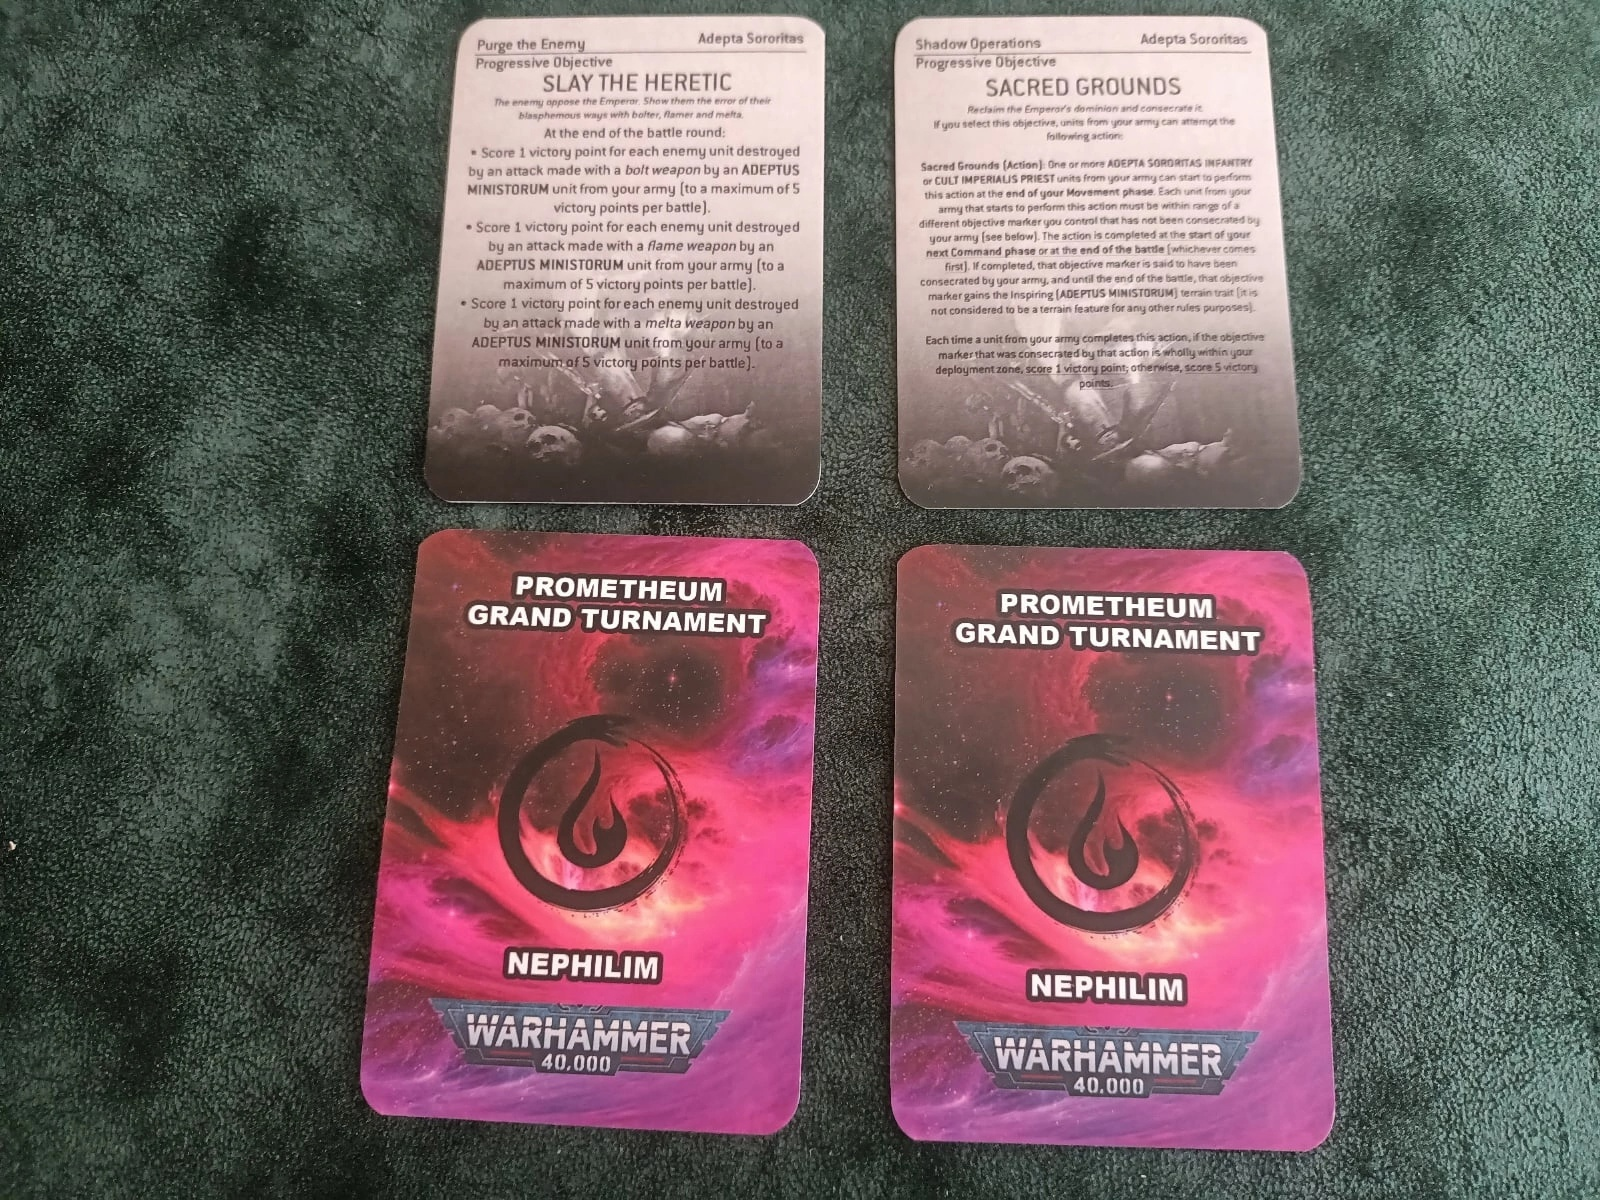 Purge the Enemy
Adepta Sororitas
Progressive Objective
SLAY THE HERETIC
The enemy oppose the Emperor. Show them the error of their
blasphemous ways with bolter, flamer and melta.
At the end of the battle round:
• Score 1 victory point for each enemy unit destroyed
by an attack made with a bolt weapon by an ADEPTUS
MINISTORUM unit from your army (to a maximum of 5
victory points per battle).
• Score 1 victory point for each enemy unit destroyed
by an attack made with a flame weapon by an
ADEPTUS MINISTORUM unit from your army (to a
maximum of 5 victory points per battle).
• Score 1 victory point for each enemy unit destroyed
by an attack made with a melta weapon by an
ADEPTUS MINISTORUM unit from your army (to a
maximum of 5 victory points per battle).
Shadow Operations
Adepta Sororitas
Progressive Objective
SACRED GROUNDS
Reclaim the Emperor's dominion and consecrate it.
If you select this objective, units from your army can attempt the
following action:
Sacred Grounds (Action): One or more ADEPTA SORORITAS INFANTRY
or CULT IMPERIALIS PRIEST units from your army can start to perform
this action at the end of your Movement phase. Each unit from your
army that starts to perform this action must be within range of a
different objective marker you control that has not been consecrated by
your army (see below). The action is completed at the start of your
next Command phase or at the end of the battle (whichever comes
first). If completed, that objective marker is said to have been
consecrated by your army, and until the end of the battle, that objective
marker gains the Inspiring (ADEPTUS MINISTORUM) terrain trait (it is
not considered to be a terrain feature for any other rules purposes).
Each time a unit from your army completes this action, if the objective
marker that was consecrated by that action is wholly within your
deployment zone, score 1 victory point; otherwise, score 5 victory
points.
PROMETHEUM
GRAND TURNAMENT
NEPHILIM
WARHAMMER
40,000
PROMETHEUM
GRAND TURNAMENT
NEPHILIM
WARHAMMER
40,000